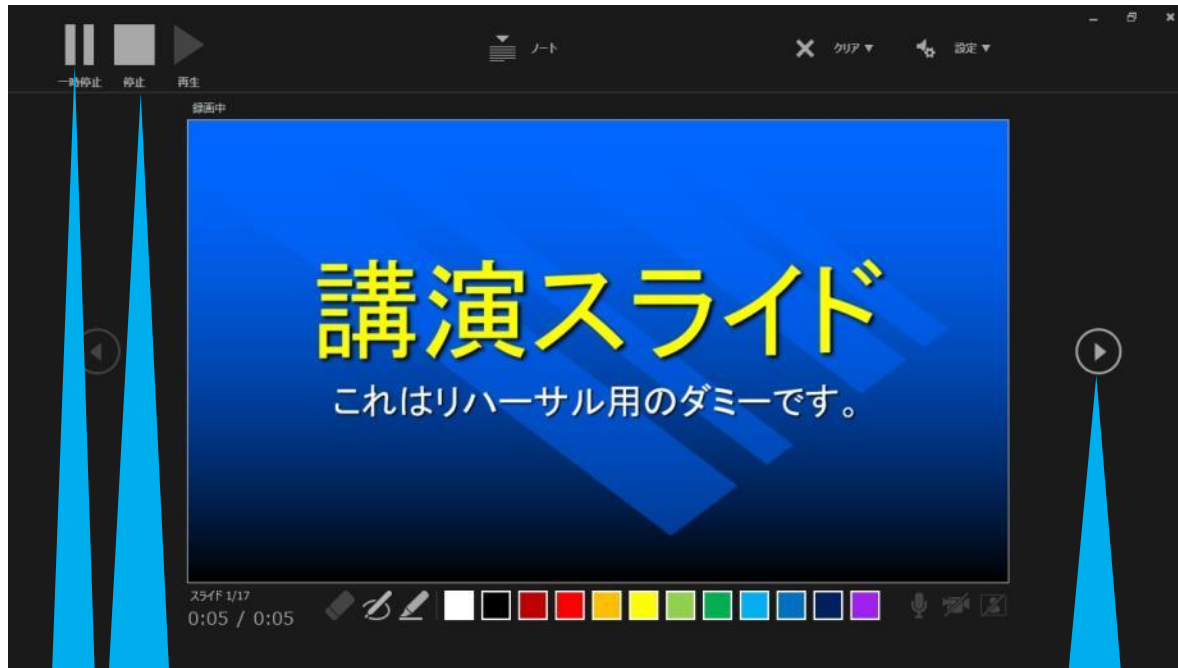 ノート
クリア▼
設定▼
一時停止
停止
再生
録画中
講演スライド
これはリハーサル用のダミーです。
スライド 1/17
0:05 / 0:05